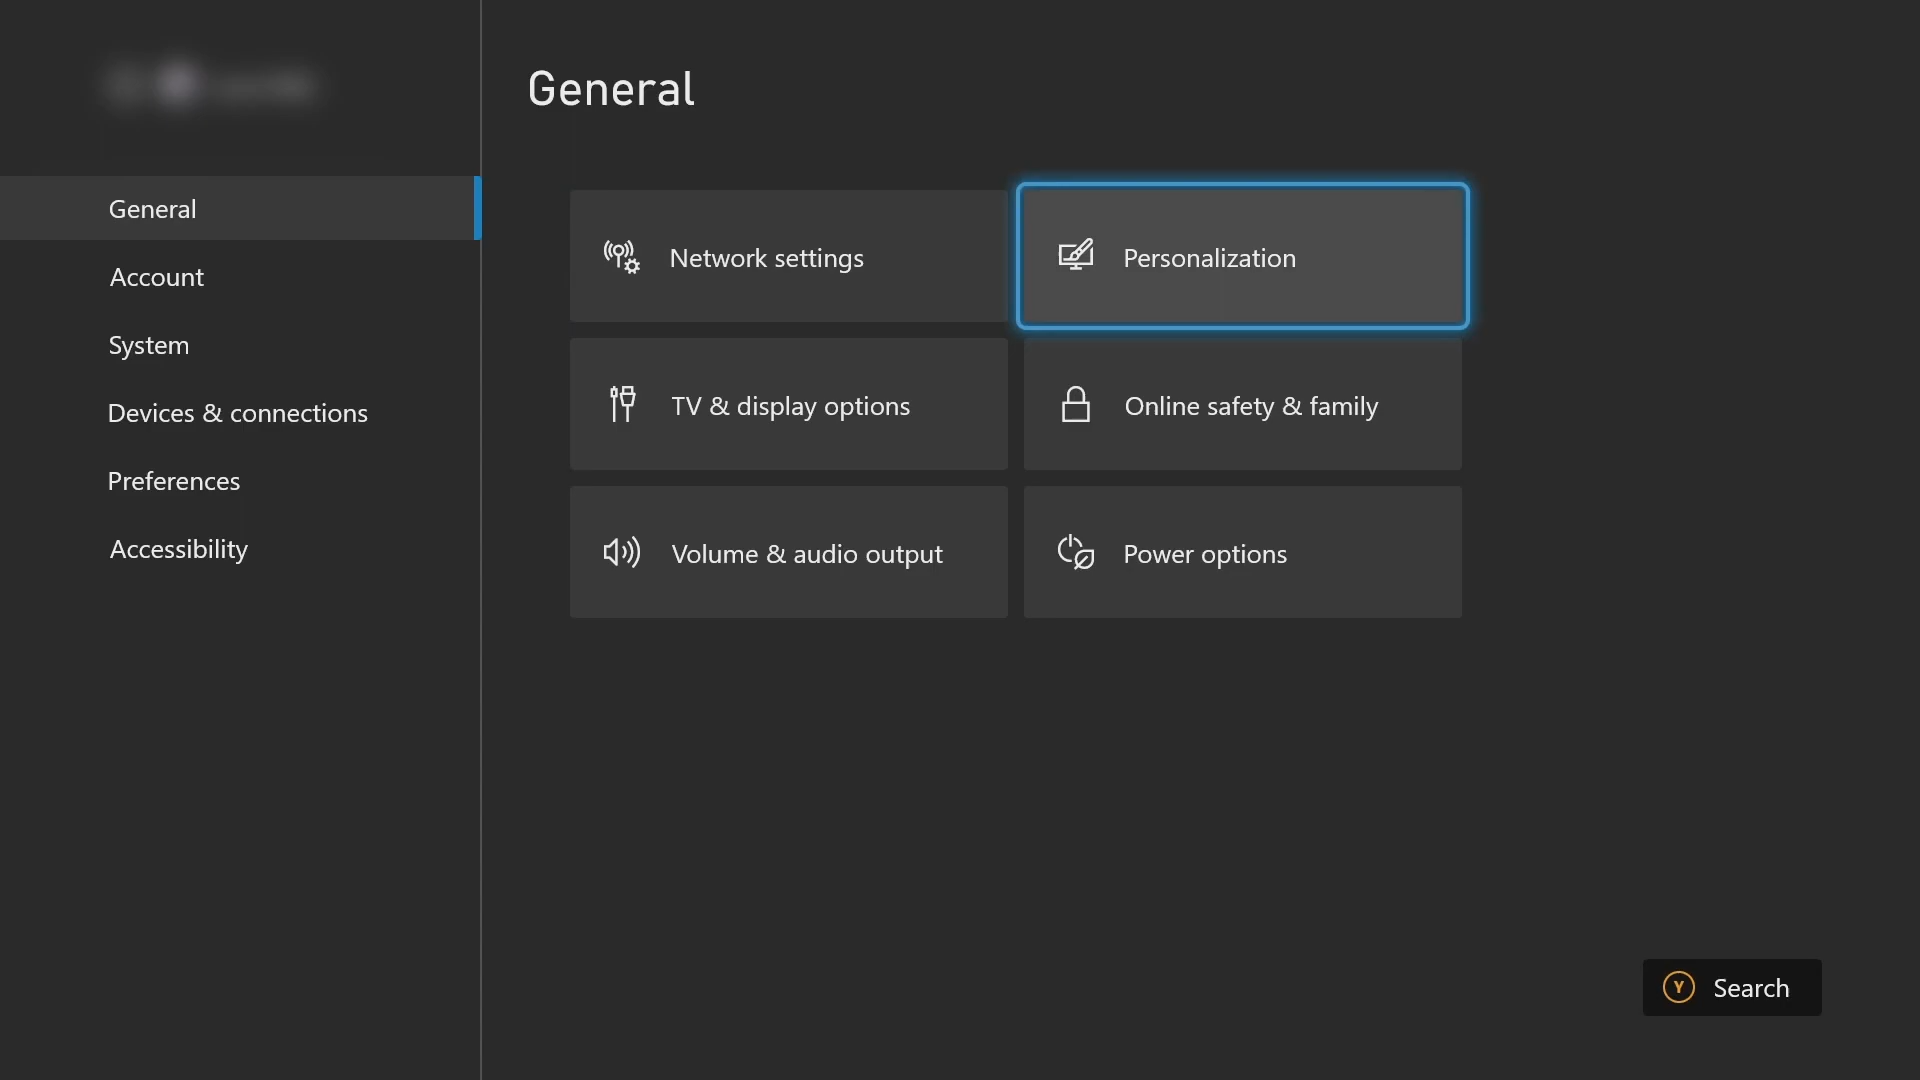 General
Account
System
Devices & connections
Preferences
Accessibility
General
Network settings
Personalization
TV & display options
Online safety & family
Volume & audio output
Power options
Y Search